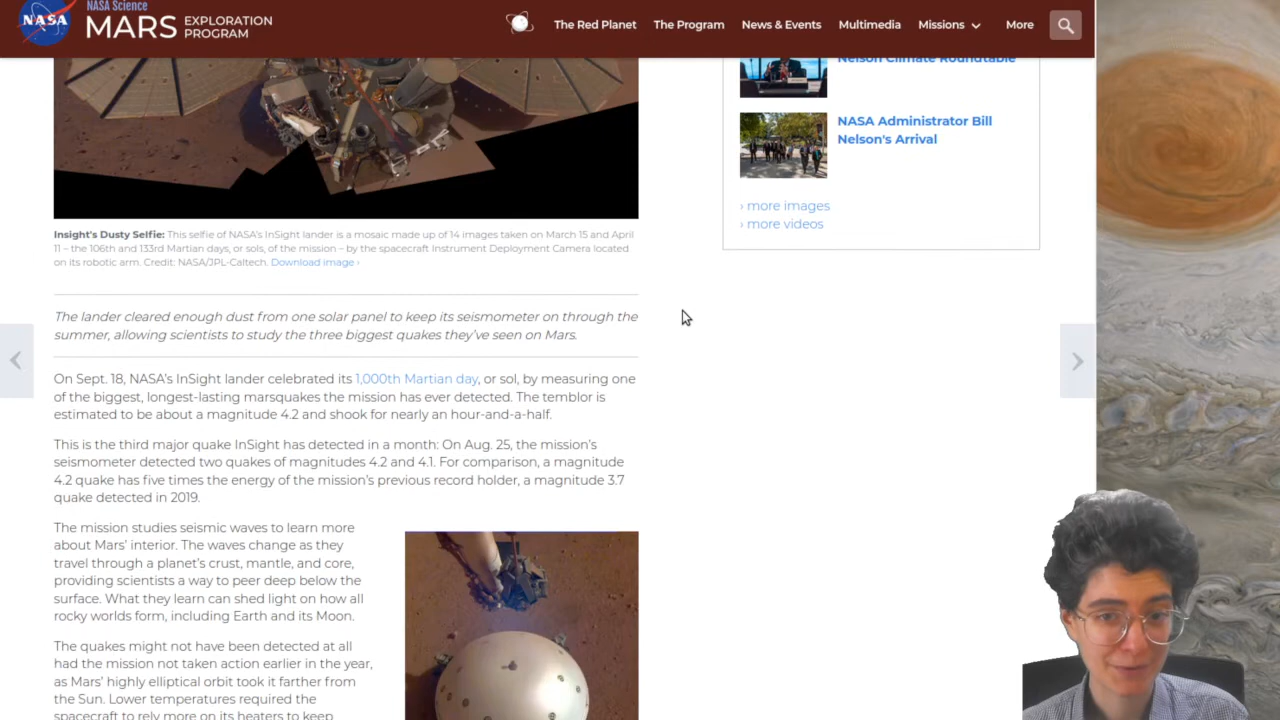 NASA
NASA Science
MARS EXPLORATION PROGRAM
The Red Planet
The Program
News & Events
Multimedia
Missions
More
Nelson Climate Roundtable
NASA Administrator Bill
Nelson's Arrival
› more images
› more videos
Insight's Dusty Selfie: This selfie of NASA's InSight lander is a mosaic made up of 14 images taken on March 15 and April
11 – the 106th and 133rd Martian days, or sols, of the mission – by the spacecraft Instrument Deployment Camera located
on its robotic arm. Credit: NASA/JPL-Caltech. Download image ›
The lander cleared enough dust from one solar panel to keep its seismometer on through the
summer, allowing scientists to study the three biggest quakes they've seen on Mars.
On Sept. 18, NASA's InSight lander celebrated its 1,000th Martian day, or sol, by measuring one
of the biggest, longest-lasting marsquakes the mission has ever detected. The temblor is
estimated to be about a magnitude 4.2 and shook for nearly an hour-and-a-half.
This is the third major quake InSight has detected in a month: On Aug. 25, the mission's
seismometer detected two quakes of magnitudes 4.2 and 4.1. For comparison, a magnitude
4.2 quake has five times the energy of the mission's previous record holder, a magnitude 3.7
quake detected in 2019.
The mission studies seismic waves to learn more
about Mars' interior. The waves change as they
travel through a planet's crust, mantle, and core,
providing scientists a way to peer deep below the
surface. What they learn can shed light on how all
rocky worlds form, including Earth and its Moon.
The quakes might not have been detected at all
had the mission not taken action earlier in the year,
as Mars' highly elliptical orbit took it farther from
the Sun. Lower temperatures required the
spacecraft to rely more on its heaters to keep